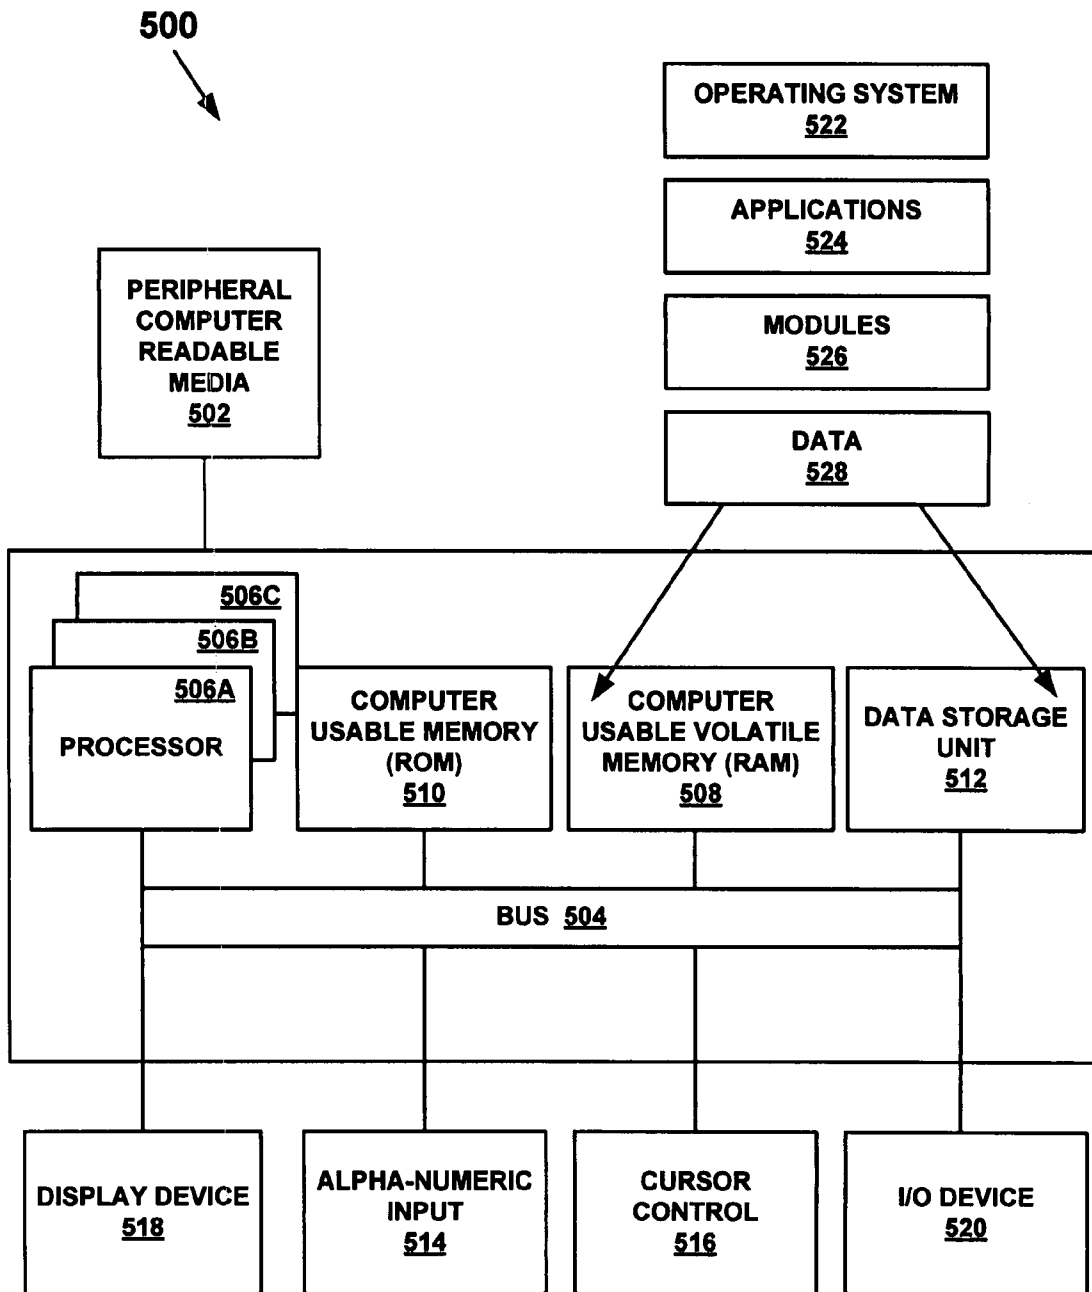 500
OPERATING SYSTEM
522
APPLICATIONS
524
PERIPHERAL
COMPUTER
READABLE
MEDIA
502
MODULES
526
DATA
528
506C
506B
506A
PROCESSOR
COMPUTER
USABLE MEMORY
(ROM)
510
COMPUTER
USABLE VOLATILE
MEMORY (RAM)
508
DATA STORAGE
UNIT
512
BUS 504
DISPLAY DEVICE
518
ALPHA-NUMERIC
INPUT
514
CURSOR
CONTROL
516
I/O DEVICE
520